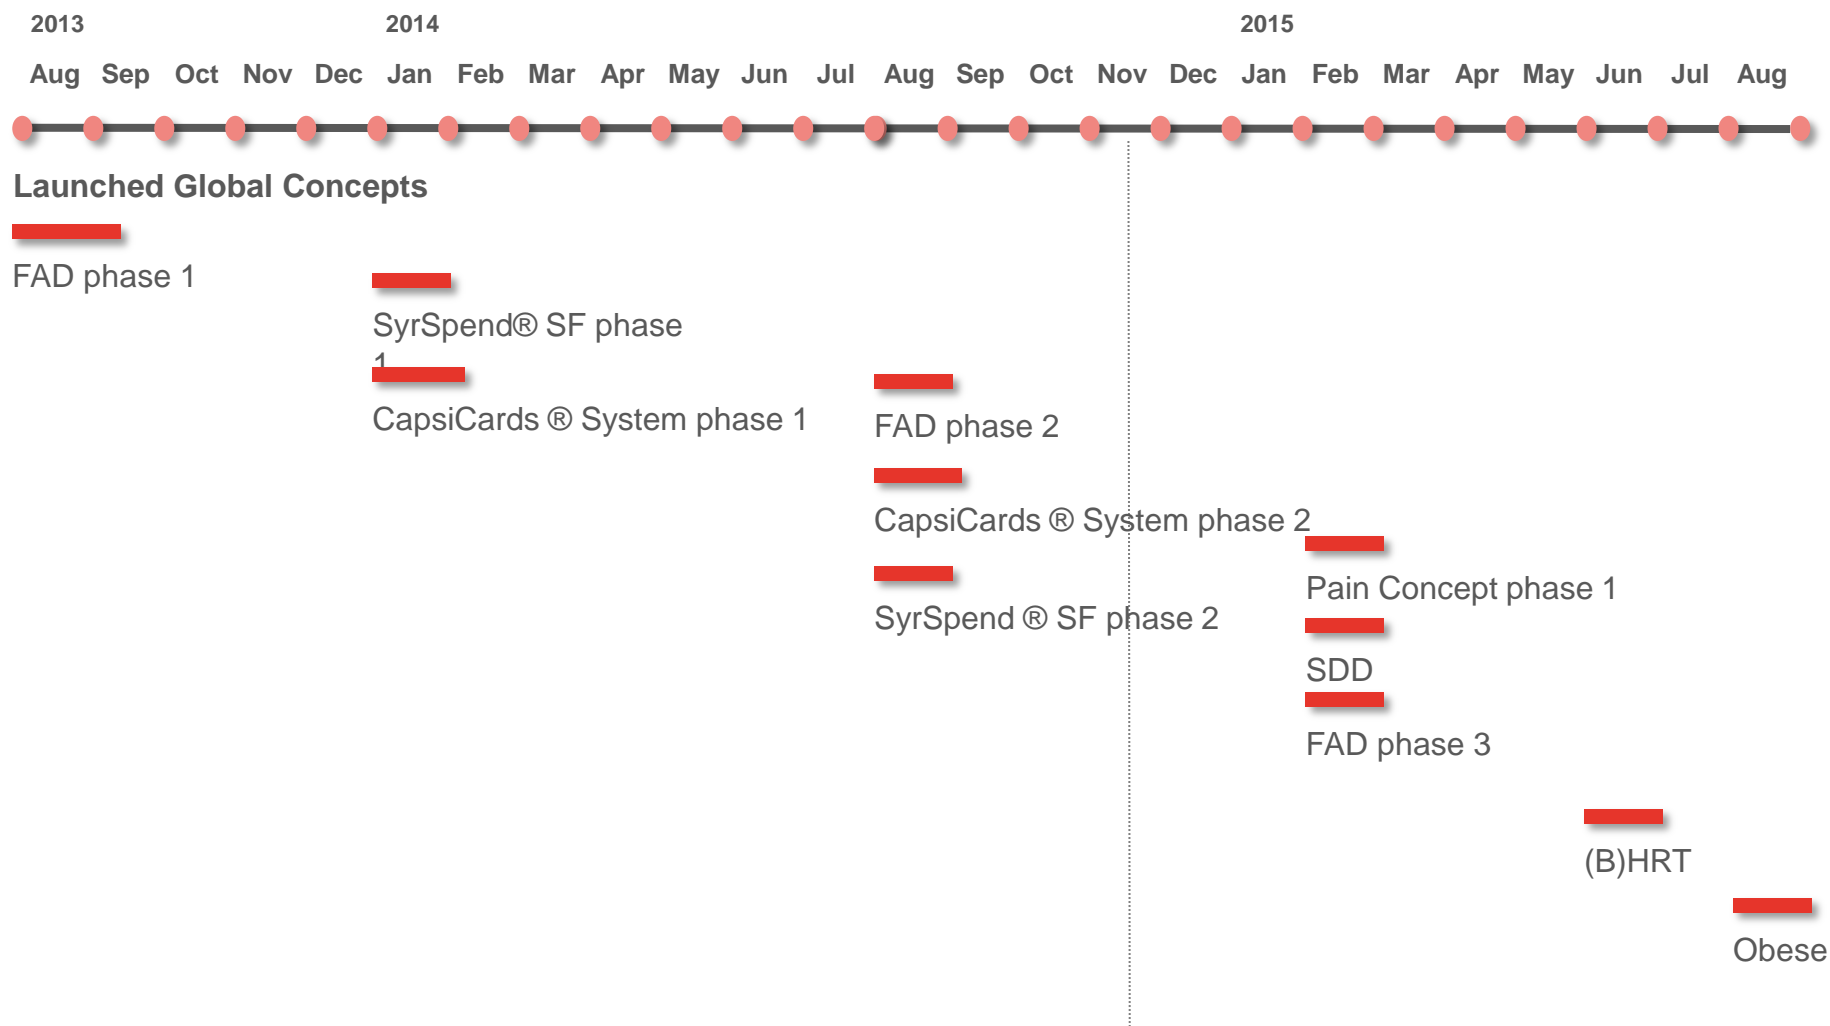 2013 2014 2015
Aug Sep Oct Nov Dec Jan Feb Mar Apr May Jun Jul Aug Sep Oct Nov Dec Jan Feb Mar Apr May Jun Jul Aug
Launched Global Concepts
FAD phase 1
SyrSpend® SF phase
1
CapsiCards ® System phase 1
FAD phase 2
CapsiCards ® System phase 2
SyrSpend ® SF phase 2
Pain Concept phase 1
SDD
FAD phase 3
(B)HRT
Obese